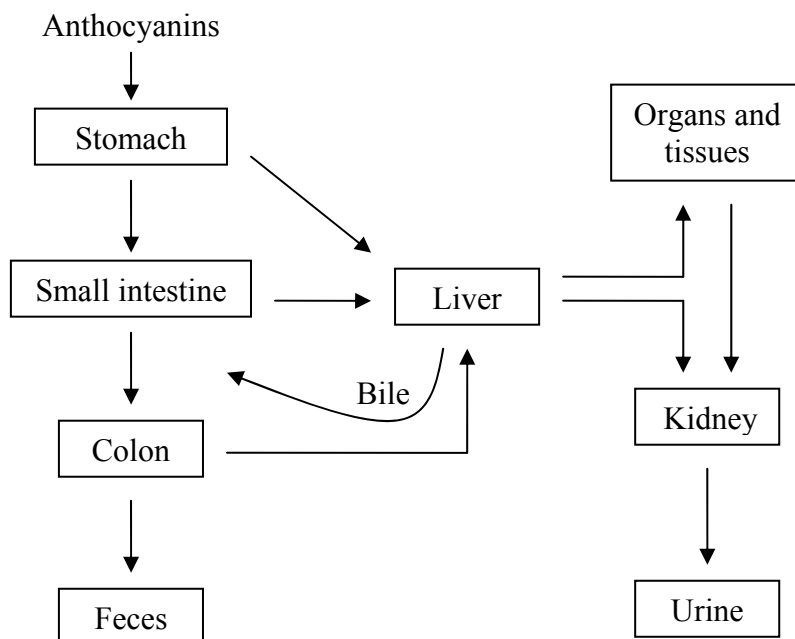 Anthocyanins
Stomach
Organs and
tissues
Small intestine
Liver
Bile
Colon
Kidney
Feces
Urine